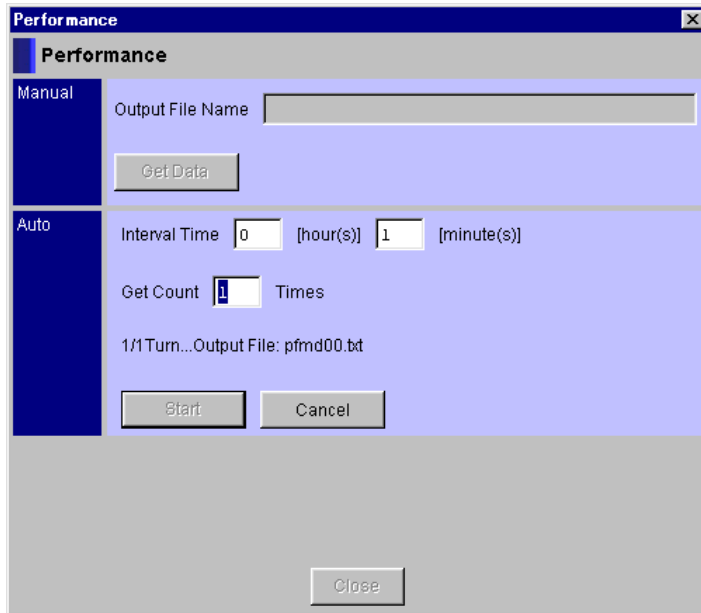 Performance
Performance
Manual
Output File Name
Get Data
Auto
Interval Time 0 [hour(s)] 1 [minute(s)]
Get Count 1 Times
1/1Turn...Output File: pfmd00.txt
Start Cancel
Close